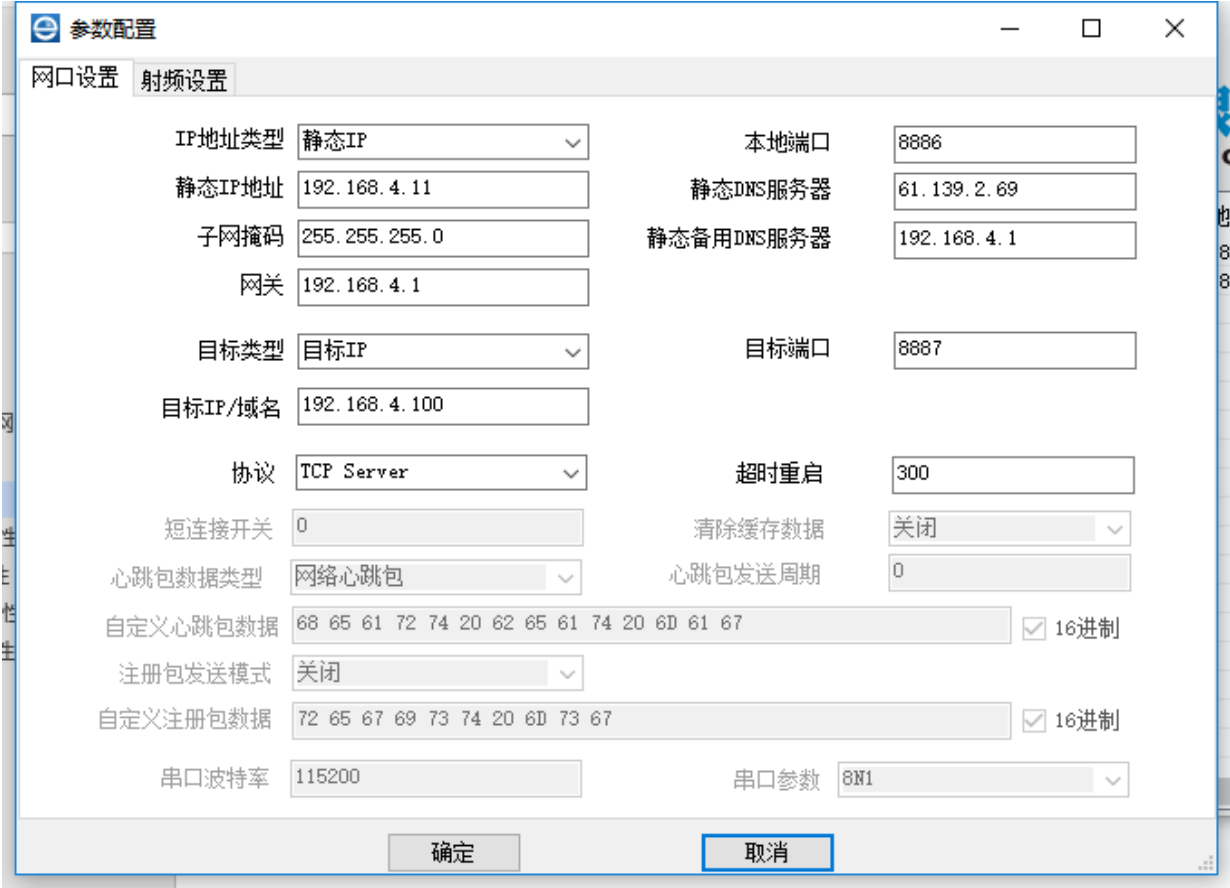 参数配置
网口设置 射频设置
IP地址类型 静态IP 本地端口 8886
静态IP地址 192.168.4.11 静态DNS服务器 61.139.2.69
子网掩码 255.255.255.0 静态备用DNS服务器 192.168.4.1
网关 192.168.4.1
目标类型 目标IP 目标端口 8887
目标IP/域名 192.168.4.100
协议 TCP Server 超时重启 300
短连接开关 0 清除缓存数据 关闭
心跳包数据类型 网络心跳包 心跳包发送周期 0
自定义心跳包数据 68 65 61 72 74 20 62 65 61 74 20 6D 61 67 16进制
注册包发送模式 关闭
自定义注册包数据 72 65 67 69 73 74 20 6D 73 67 16进制
串口波特率 115200 串口参数 8N1
确定 取消